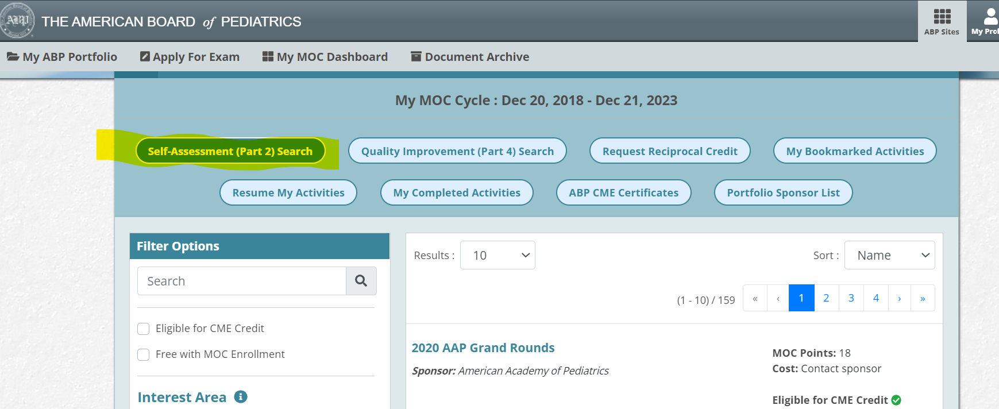 THE AMERICAN BOARD of PEDIATRICS
ABP Sites
My Prof
My ABP Portfolio
Apply For Exam
My MOC Dashboard
Document Archive
My MOC Cycle : Dec 20, 2018 - Dec 21, 2023
Self-Assessment (Part 2) Search
Quality Improvement (Part 4) Search
Request Reciprocal Credit
My Bookmarked Activities
Resume My Activities
My Completed Activities
ABP CME Certificates
Portfolio Sponsor List
Filter Options
Search
Eligible for CME Credit
Free with MOC Enrollment
Interest Area
Results :
10
Sort :
Name
(1 - 10) / 159
« ‹ 1 2 3 4 › »
2020 AAP Grand Rounds
Sponsor: American Academy of Pediatrics
MOC Points: 18
Cost: Contact sponsor
Eligible for CME Credit